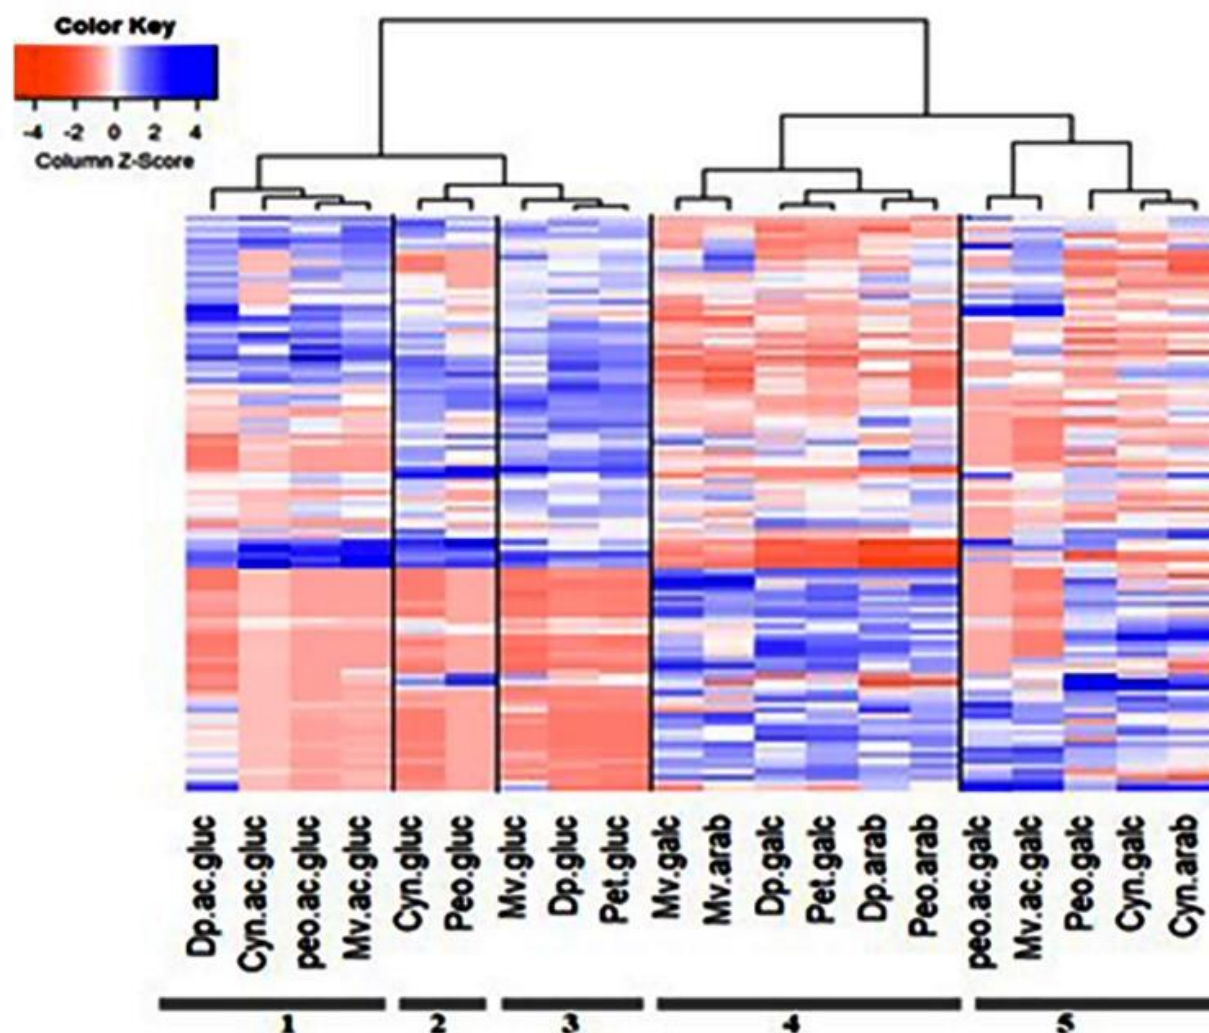 Color Key
-4 -2 0 2 4
Column Z-Score
Dp.ac.gluc
Cyn.ac.gluc
peo.ac.gluc
Mv.ac.gluc
Cyn.gluc
Peo.gluc
Mv.gluc
Dp.gluc
Pet.gluc
Mv.galc
Mv.arab
Dp.galc
Pet.galc
Dp.arab
Peo.arab
peo.ac.galc
Mv.ac.galc
Peo.galc
Cyn.galc
Cyn.arab
1 2 3 4 5